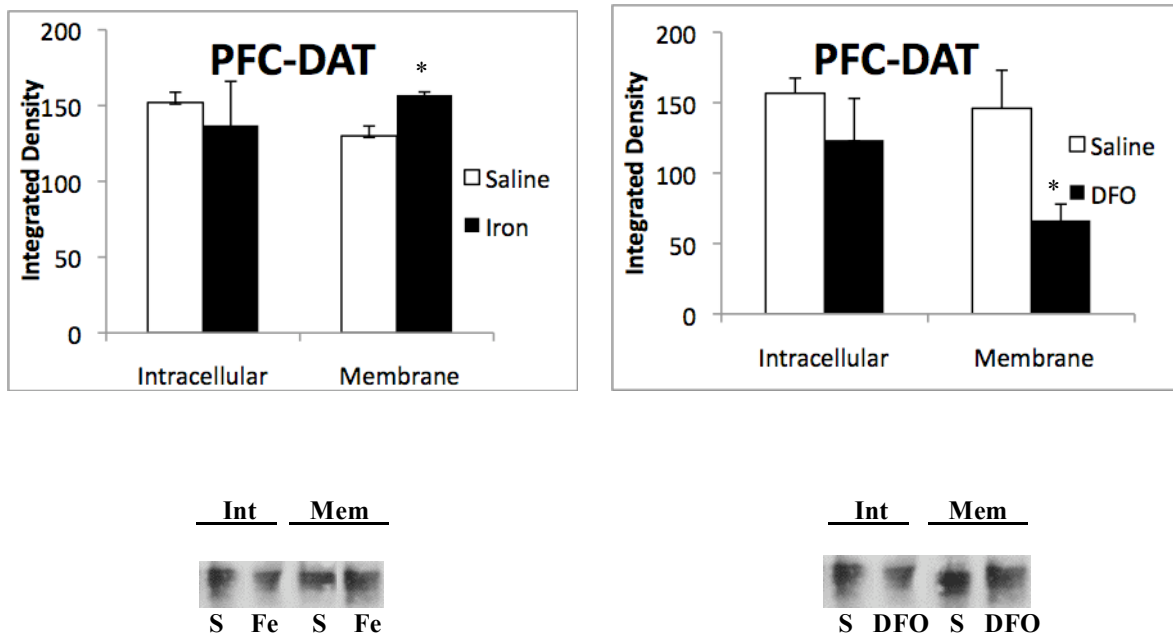 PFC-DAT
200
150
100
50
0
Integrated Density
*
Saline
Iron
Intracellular Membrane
PFC-DAT
200
150
100
50
0
Integrated Density
*
Saline
DFO
Intracellular Membrane
Int Mem
S Fe S Fe
Int Mem
S DFO S DFO